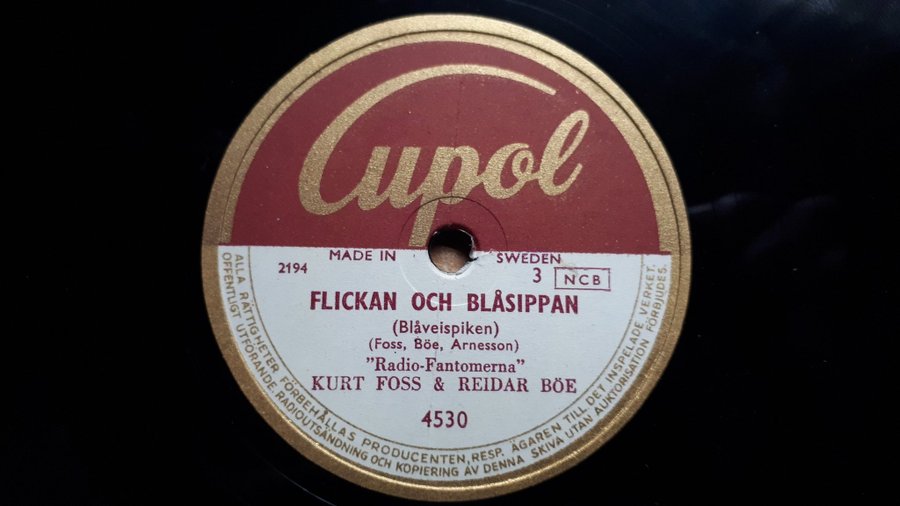 Cupol
MADE IN SWEDEN
2194
3 NCB
FLICKAN OCH BLÅSIPPAN
(Blåveispiken)
(Foss, Böe, Arnesson)
"Radio-Fantomerna"
KURT FOSS & REIDAR BÖE
4530
ALLA RÄTTIGHETER FÖRBEHÅLLAS PRODUCENTEN, RESP. ÄGAREN TILL DET INSPELADE VERKET.
OFFENTLIGT UTFÖRANDE RADIOUTSÄNDNING OCH KOPIERING AV DENNA SKIVA UTAN AUKTORISATION FÖRBJUDES.